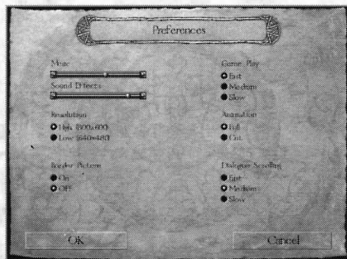 Preferences
Music
Sound Effects
Resolution
High (800x600)
Low (640x480)
Border Pictures
On
Off
Game Play
Fast
Medium
Slow
Animation
Full
Cut
Dialogue Scrolling
Fast
Medium
Slow
OK
Cancel